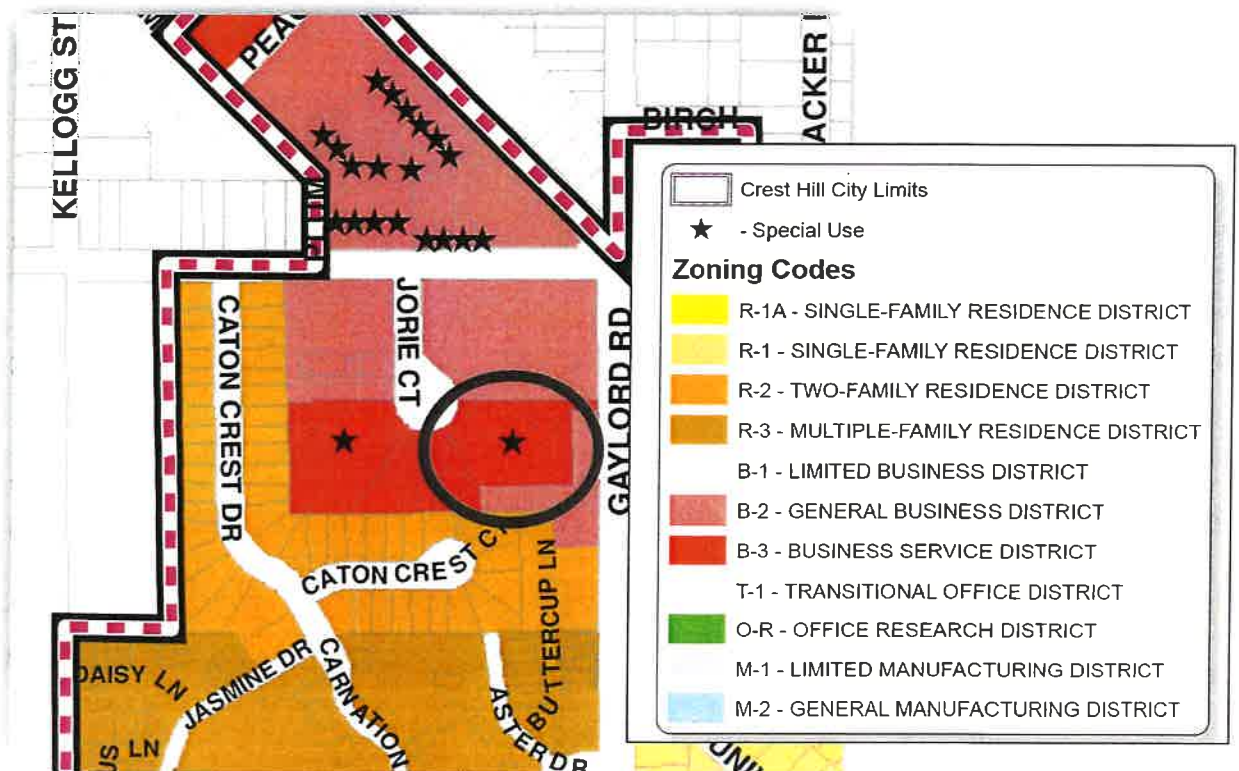 KELLOGG ST
PEAC
ACKER
BIRCH
PLUM
JORIE CT
CATON CREST DR
GAYLORD RD
CATON CREST CT
BUTTERCUP LN
DAISY LN
JASMINE DR
CARNATION
ASTER DR
US LN
UNI
Crest Hill City Limits
★ - Special Use
Zoning Codes
R-1A - SINGLE-FAMILY RESIDENCE DISTRICT
R-1 - SINGLE-FAMILY RESIDENCE DISTRICT
R-2 - TWO-FAMILY RESIDENCE DISTRICT
R-3 - MULTIPLE-FAMILY RESIDENCE DISTRICT
B-1 - LIMITED BUSINESS DISTRICT
B-2 - GENERAL BUSINESS DISTRICT
B-3 - BUSINESS SERVICE DISTRICT
T-1 - TRANSITIONAL OFFICE DISTRICT
O-R - OFFICE RESEARCH DISTRICT
M-1 - LIMITED MANUFACTURING DISTRICT
M-2 - GENERAL MANUFACTURING DISTRICT